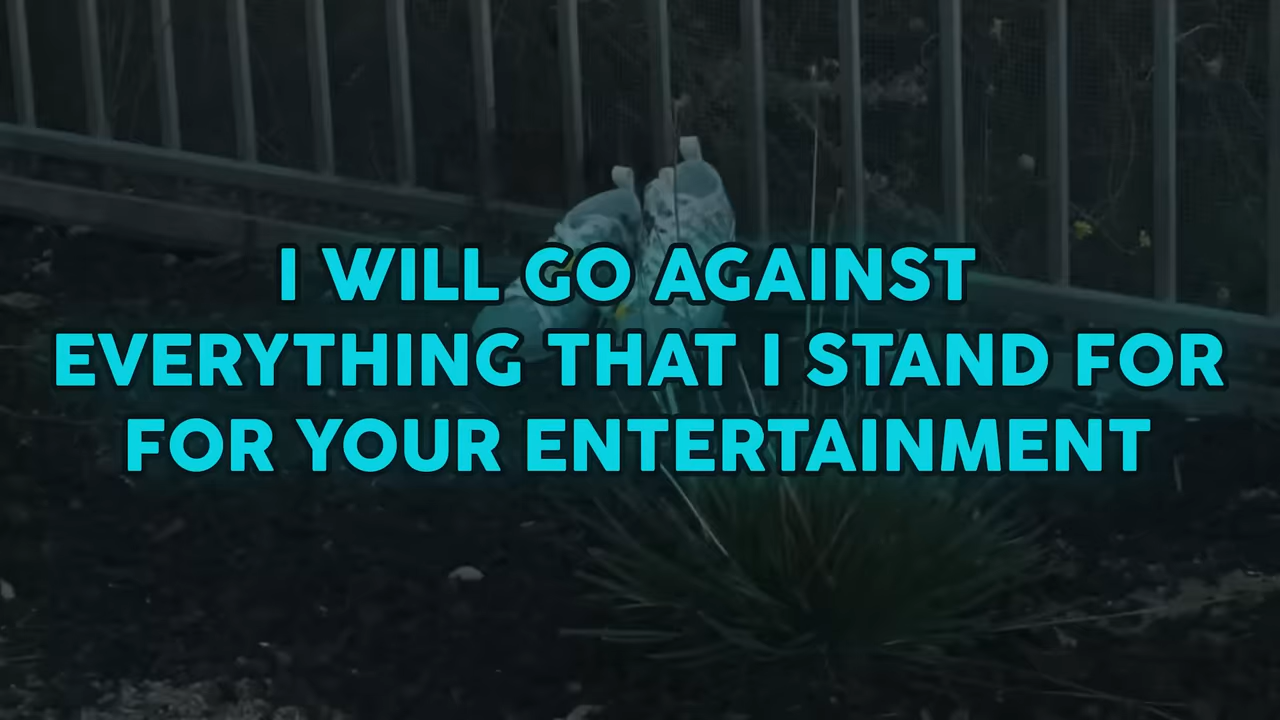 I WILL GO AGAINST
EVERYTHING THAT I STAND FOR
FOR YOUR ENTERTAINMENT